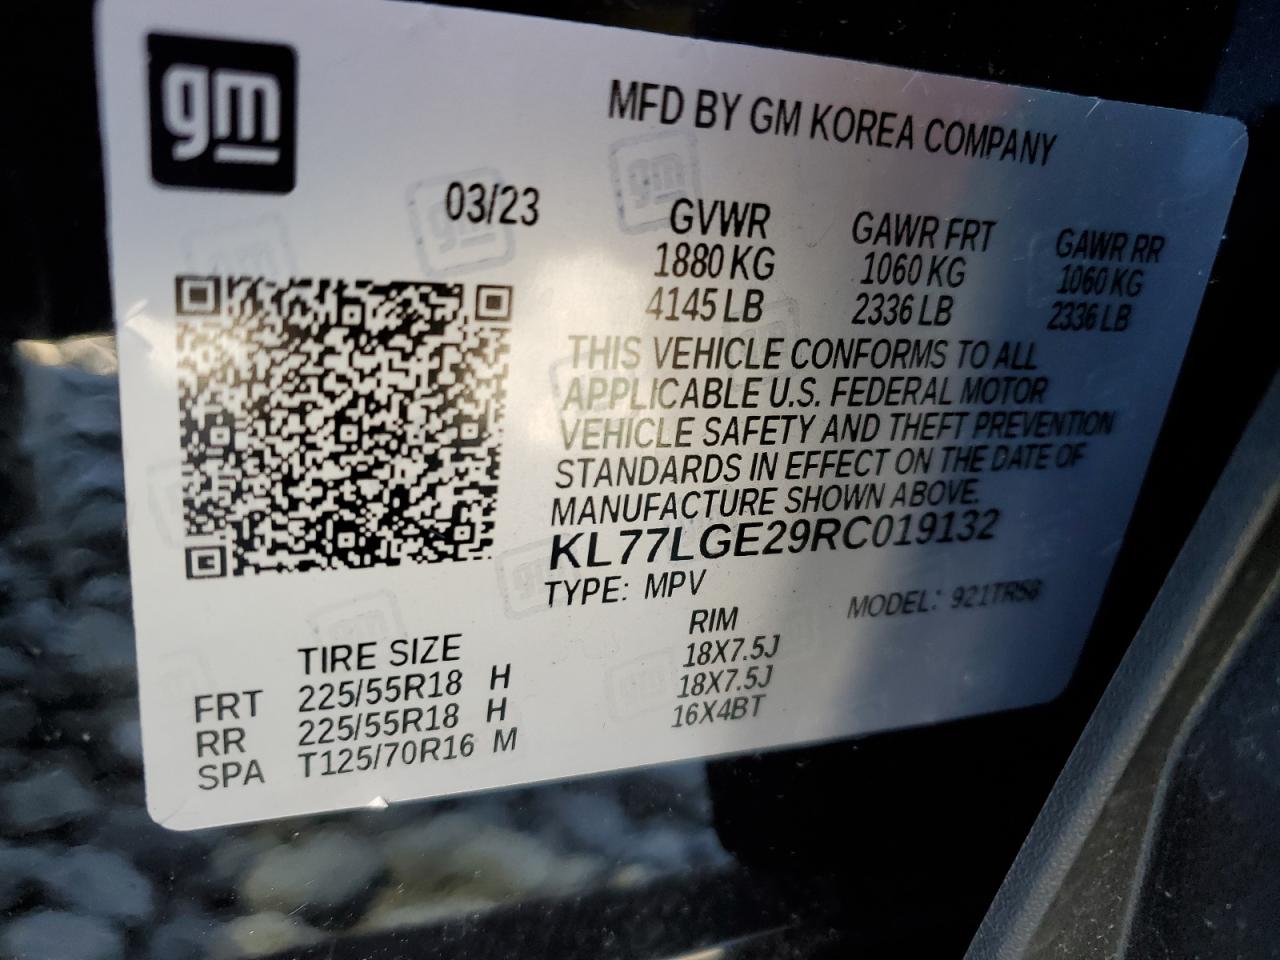 gm
MFD BY GM KOREA COMPANY
03/23
GVWR GAWR FRT GAWR RR
1880 KG 1060 KG 1060 KG
4145 LB 2336 LB 2336 LB
THIS VEHICLE CONFORMS TO ALL
APPLICABLE U.S. FEDERAL MOTOR
VEHICLE SAFETY AND THEFT PREVENTION
STANDARDS IN EFFECT ON THE DATE OF
MANUFACTURE SHOWN ABOVE.
KL77LGE29RC019132
TYPE: MPV MODEL:
TIRE SIZE RIM
FRT 225/55R18 H 18X7.5J
RR 225/55R18 H 18X7.5J
SPA T125/70R16 M 16X4BT